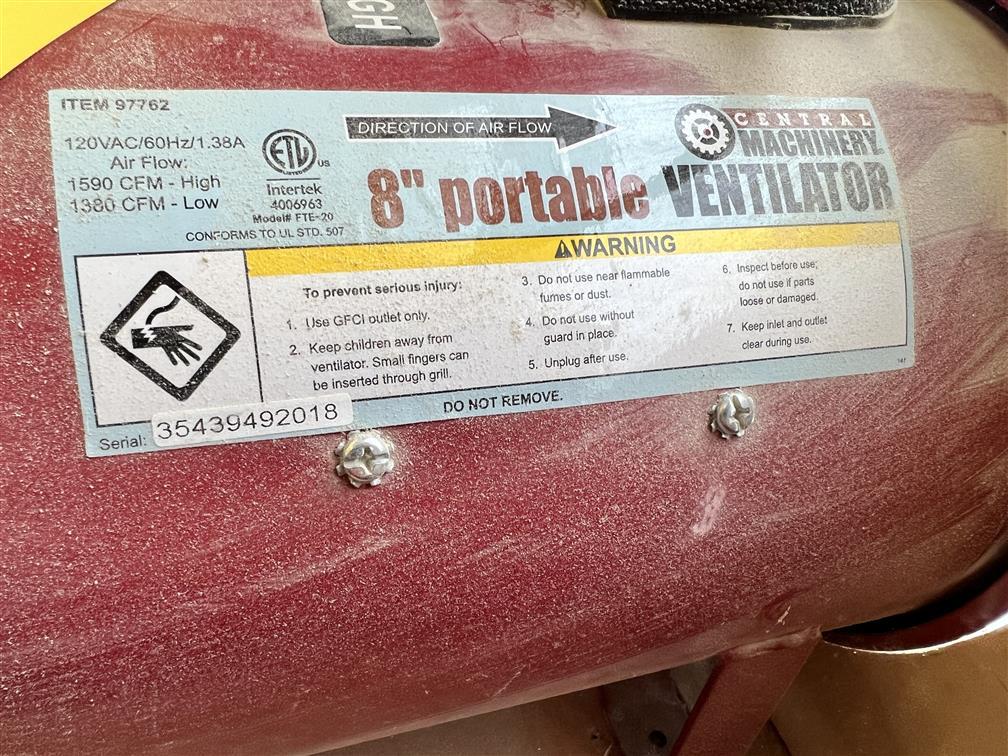 GH
ITEM 97762
120VAC/60Hz/1.38A
Air Flow:
1590 CFM - High
1380 CFM - Low
ETL
US
LISTED
Intertek
4006963
Model# FTE-20
CONFORMS TO UL STD. 507
DIRECTION OF AIR FLOW
CENTRAL
MACHINERY
8" portable VENTILATOR
WARNING
To prevent serious injury:
1. Use GFCI outlet only.
2. Keep children away from
ventilator. Small fingers can
be inserted through grill.
3. Do not use near flammable
fumes or dust.
4. Do not use without
guard in place.
5. Unplug after use.
6. Inspect before use;
do not use if parts
loose or damaged.
7. Keep inlet and outlet
clear during use.
Serial: 35439492018
DO NOT REMOVE.